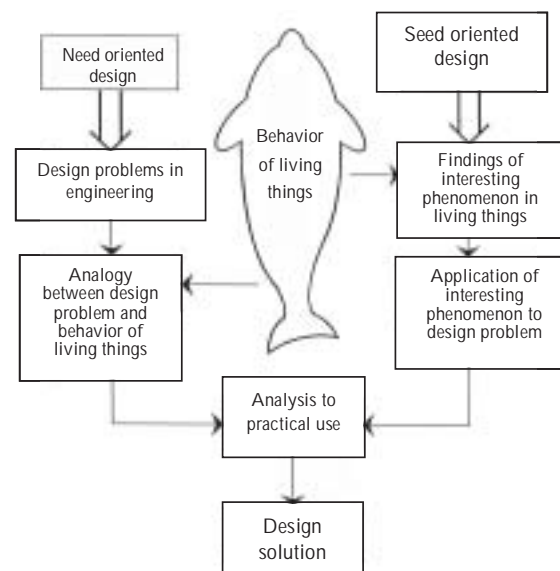 Need oriented
design
Seed oriented
design
Behavior
of living
things
Design problems in
engineering
Findings of
interesting
phenomenon in
living things
Analogy
between design
problem and
behavior of
living things
Application of
interesting
phenomenon to
design problem
Analysis to
practical use
Design
solution